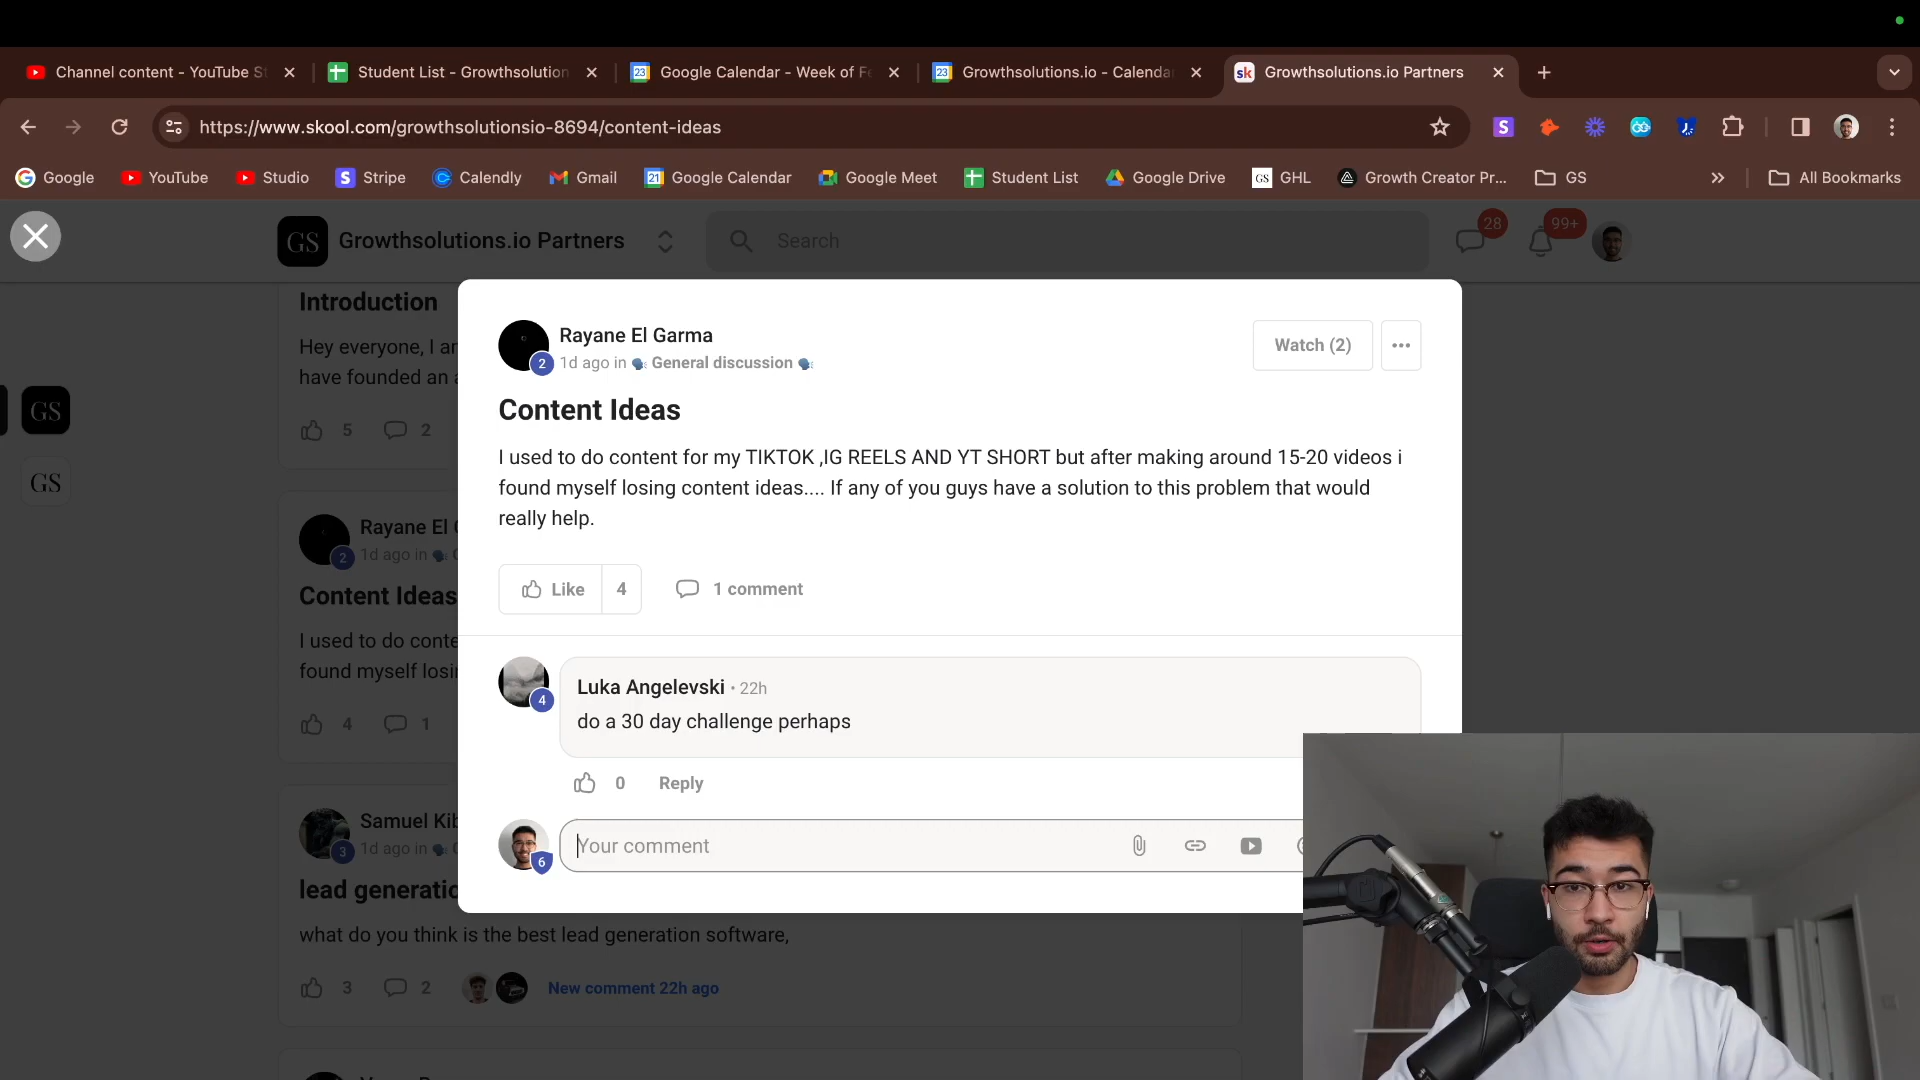 Channel content - YouTube St
Student List - Growthsolution
Google Calendar - Week of Fe
Growthsolutions.io - Calendar
sk Growthsolutions.io Partners
https://www.skool.com/growthsolutionsio-8694/content-ideas
Google YouTube Studio Stripe Calendly Gmail Google Calendar Google Meet Student List Google Drive GHL Growth Creator Pr... GS All Bookmarks
GS Growthsolutions.io Partners Search 28 99+
Introduction
Hey everyone, I ar
have founded an a
5 2
GS
GS
Rayane El G
2 1d ago in
Content Ideas
I used to do conte
found myself losi
4 1
Samuel Kib
3 1d ago in
lead generatio
what do you think is the best lead generation software,
3 2 New comment 22h ago
Rayane El Garma
2 1d ago in General discussion
Watch (2)
Content Ideas
I used to do content for my TIKTOK ,IG REELS AND YT SHORT but after making around 15-20 videos i
found myself losing content ideas.... If any of you guys have a solution to this problem that would
really help.
Like 4 1 comment
Luka Angelevski • 22h
4 do a 30 day challenge perhaps
0 Reply
6 Your comment